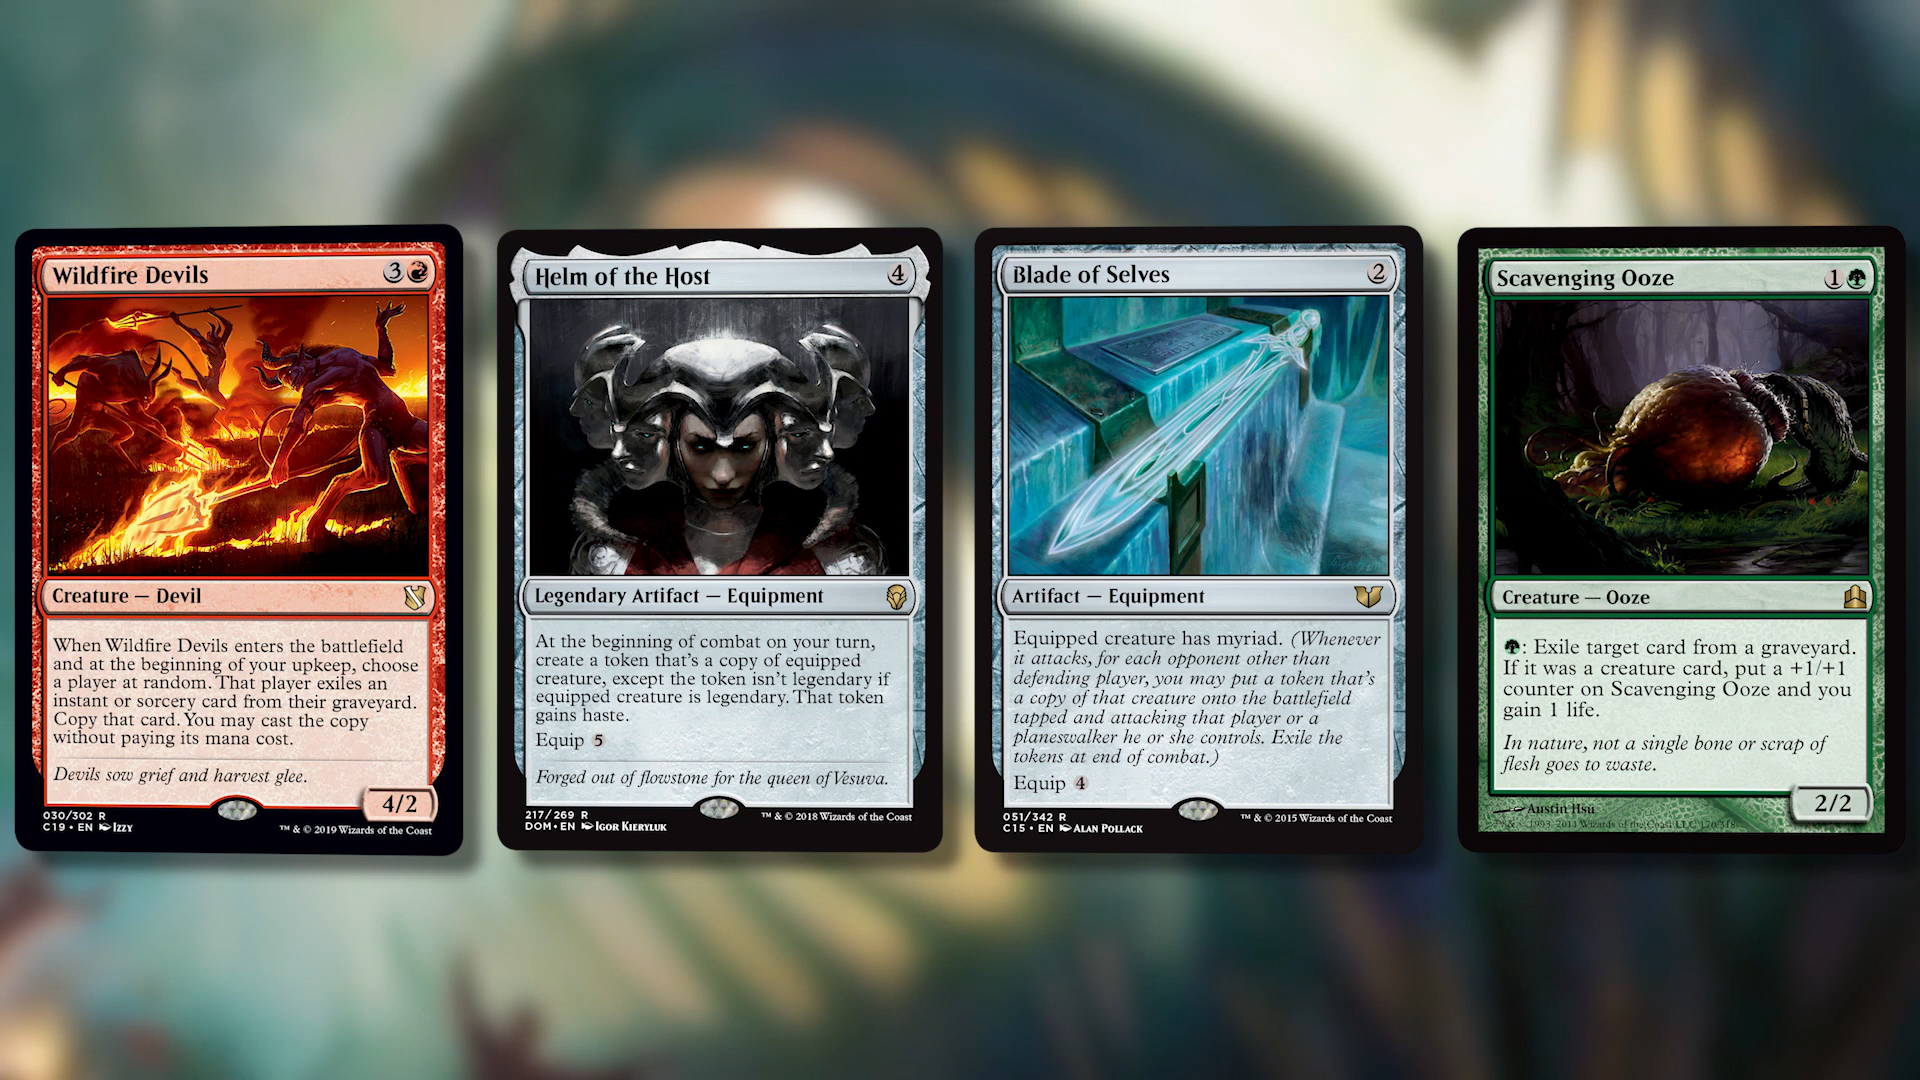 Wildfire Devils 3
Creature — Devil
When Wildfire Devils enters the battlefield
and at the beginning of your upkeep, choose
a player at random. That player exiles an
instant or sorcery card from their graveyard.
Copy that card. You may cast the copy
without paying its mana cost.
Devils sow grief and harvest glee.
4/2
030/302 R
C19 • EN Izzy
™ & © 2019 Wizards of the Coast
Helm of the Host 4
Legendary Artifact — Equipment
At the beginning of combat on your turn,
create a token that's a copy of equipped
creature, except the token isn't legendary if
equipped creature is legendary. That token
gains haste.
Equip 5
Forged out of flowstone for the queen of Vesuva.
217/269 R
DOM • EN Igor Kieryluk
™ & © 2018 Wizards of the Coast
Blade of Selves 2
Artifact — Equipment
Equipped creature has myriad. (Whenever
it attacks, for each opponent other than
defending player, you may put a token that's
a copy of that creature onto the battlefield
tapped and attacking that player or a
planeswalker he or she controls. Exile the
tokens at end of combat.)
Equip 4
051/342 R
C15 • EN Alan Pollack
™ & © 2015 Wizards of the Coast
Scavenging Ooze 1
Creature — Ooze
: Exile target card from a graveyard.
If it was a creature card, put a +1/+1
counter on Scavenging Ooze and you
gain 1 life.
In nature, not a single bone or scrap of
flesh goes to waste.
2/2
Austin Hsu
Wizards of the Coast LLC